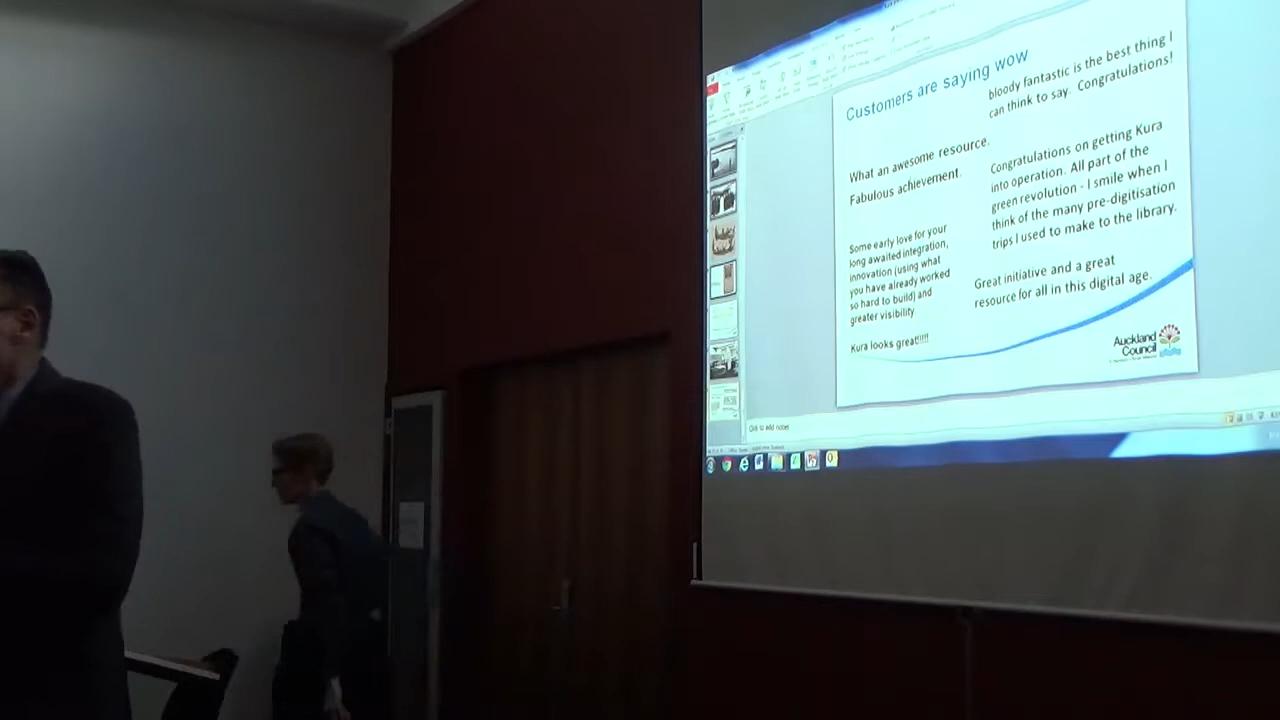 Customers are saying wow
bloody fantastic is the best thing I
can think to say. Congratulations!
What an awesome resource.
Fabulous achievement.
Congratulations on getting Kura
into operation. All part of the
green revolution - I smile when I
think of the many pre-digitisation
trips I used to make to the library.
Some early love for your
long awaited integration,
innovation (using what
you have already worked
so hard to build) and
greater visibility
Great initiative and a great
resource for all in this digital age.
Kura looks great!!!!!
Auckland
Council
Click to add notes